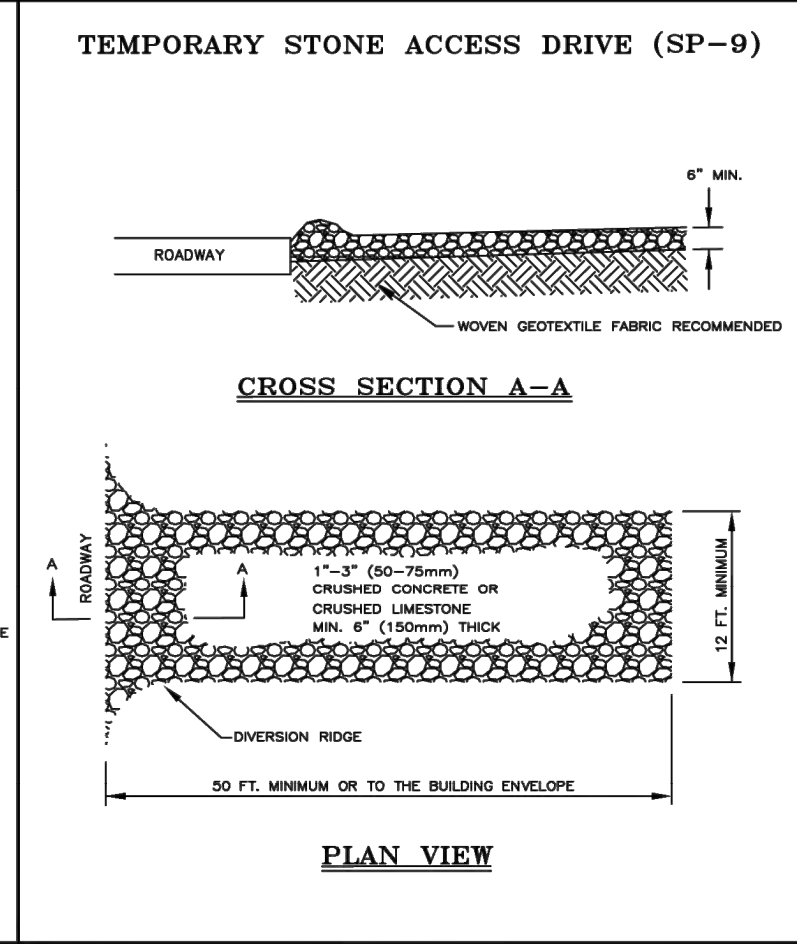 TEMPORARY STONE ACCESS DRIVE (SP-9)
6" MIN.
ROADWAY
WOVEN GEOTEXTILE FABRIC RECOMMENDED
CROSS SECTION A-A
A
ROADWAY
A
1"-3" (50-75mm)
CRUSHED CONCRETE OR
CRUSHED LIMESTONE
MIN. 6" (150mm) THICK
12 FT. MINIMUM
E
DIVERSION RIDGE
50 FT. MINIMUM OR TO THE BUILDING ENVELOPE
PLAN VIEW